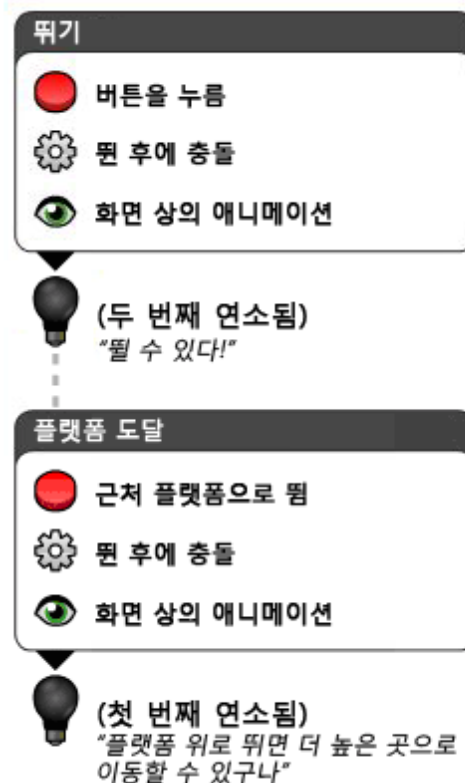 뛰기
버튼을 누름
뛴 후에 충돌
화면 상의 애니메이션
(두 번째 연소됨)
“뛸 수 있다!”
플랫폼 도달
근처 플랫폼으로 뜀
뛴 후에 충돌
화면 상의 애니메이션
(첫 번째 연소됨)
“플랫폼 위로 뛰면 더 높은 곳으로
이동할 수 있구나”